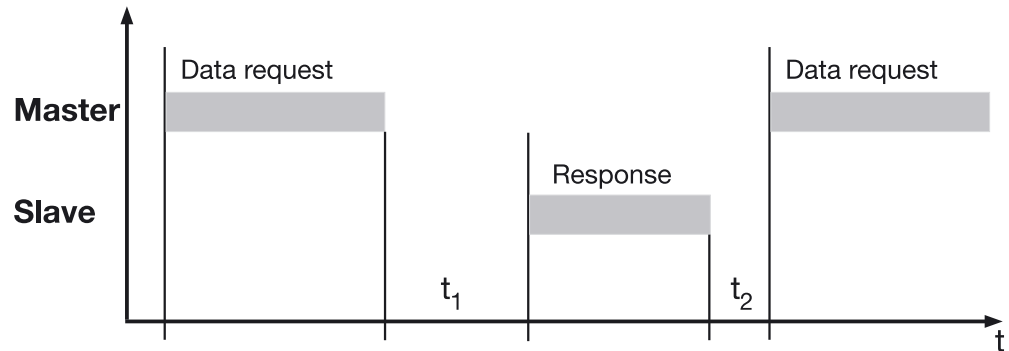 Data request
Data request
Master
Response
Slave
t₁
t₂
t